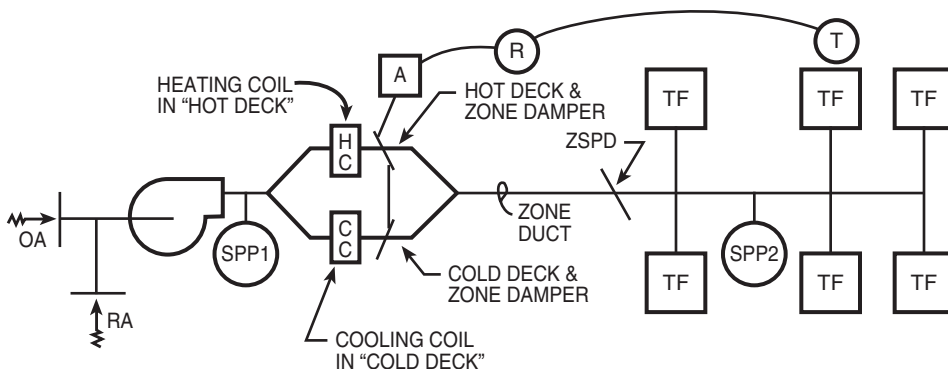 T
R
A
HEATING COIL
IN “HOT DECK”
HOT DECK &
ZONE DAMPER
TF
TF
TF
H
C
ZSPD
OA
SPP1
C
C
ZONE
DUCT
SPP2
RA
COLD DECK &
ZONE DAMPER
TF
TF
TF
COOLING COIL
IN “COLD DECK”